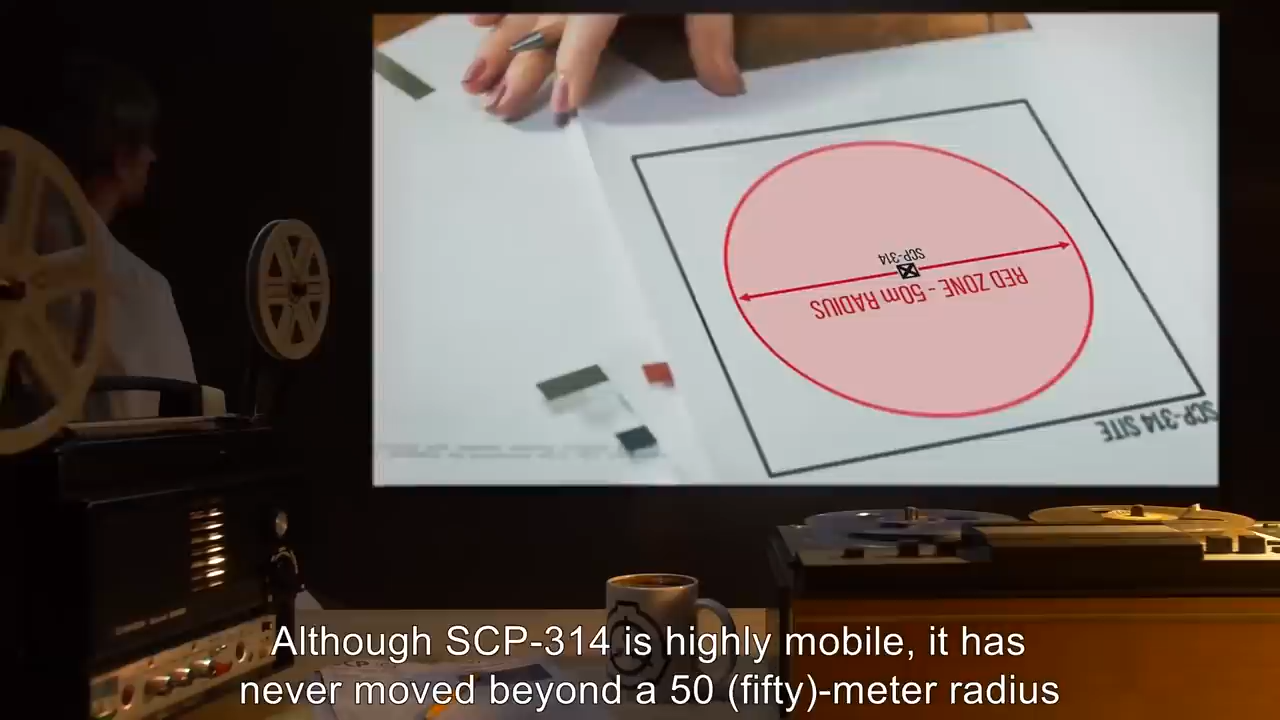 SCP-314
RED ZONE - 50m RADIUS
SCP-314 SITE
Although SCP-314 is highly mobile, it has
never moved beyond a 50 (fifty)-meter radius